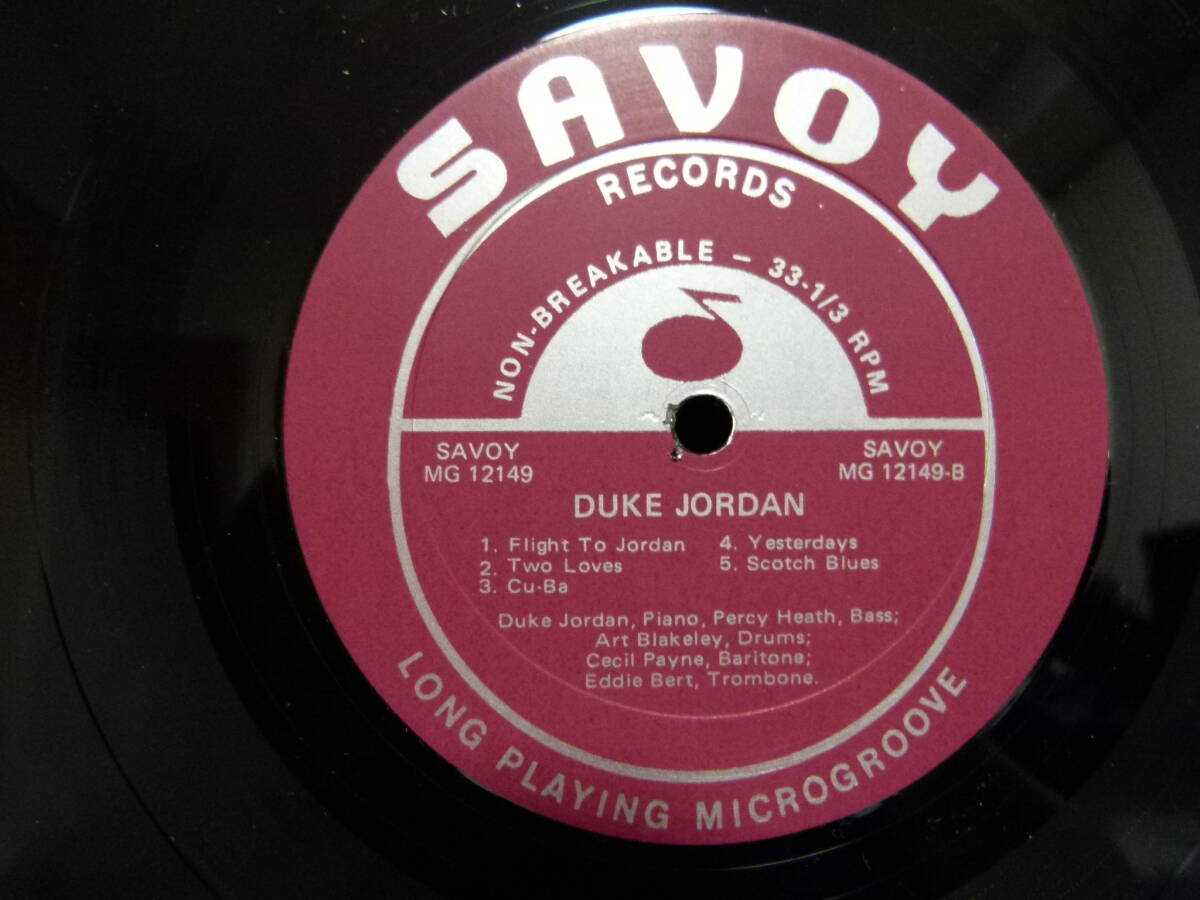 SAVOY
RECORDS
NON-BREAKABLE – 33-1/3 RPM
SAVOY
MG 12149
SAVOY
MG 12149-B
DUKE JORDAN
1. Flight To Jordan
2. Two Loves
3. Cu-Ba
4. Yesterdays
5. Scotch Blues
Duke Jordan, Piano, Percy Heath, Bass;
Art Blakeley, Drums;
Cecil Payne, Baritone;
Eddie Bert, Trombone.
LONG PLAYING MICROGROOVE